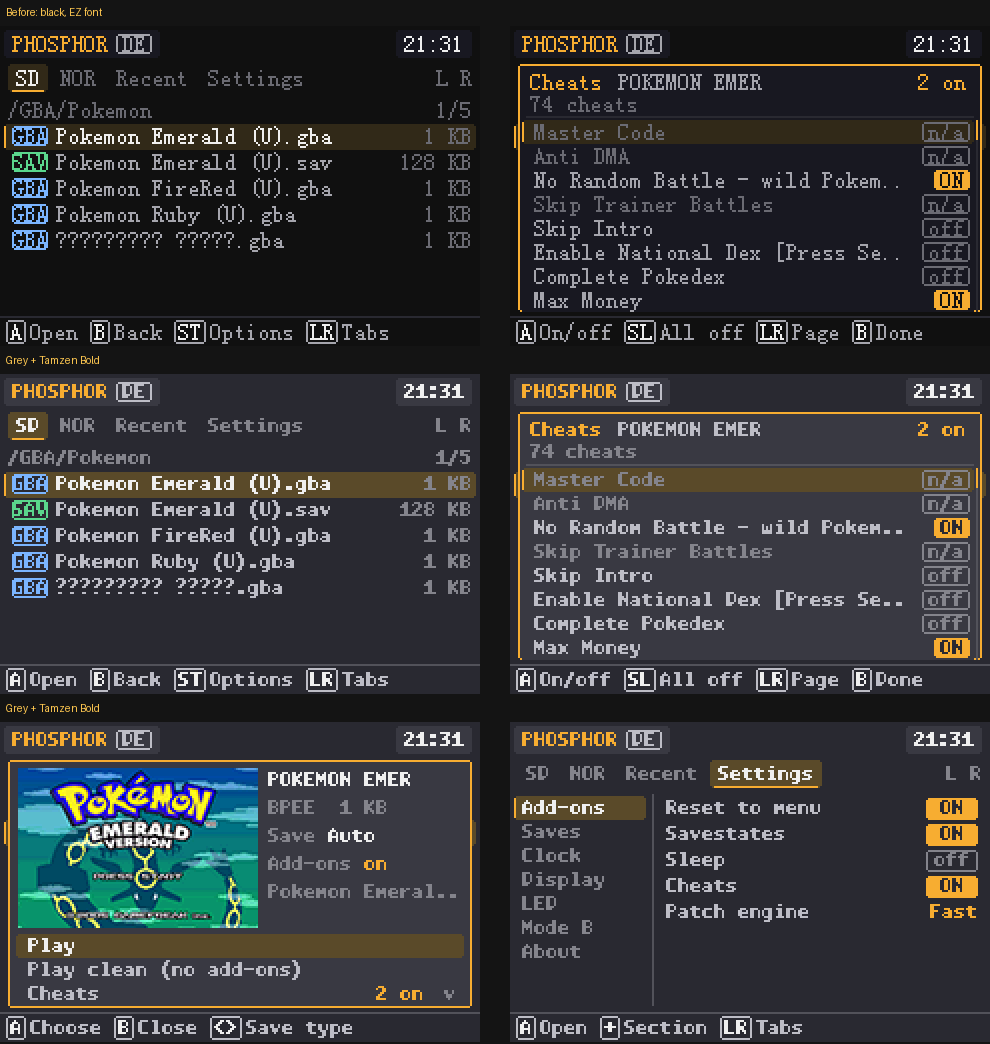 Before: black, EZ font
PHOSPHOR DE 21:31
SD NOR Recent Settings L R
/GBA/Pokemon 1/5
GBA Pokemon Emerald (U).gba 1 KB
SAV Pokemon Emerald (U).sav 128 KB
GBA Pokemon FireRed (U).gba 1 KB
GBA Pokemon Ruby (U).gba 1 KB
GBA ????????? ?????.gba 1 KB
A Open B Back ST Options LR Tabs
PHOSPHOR DE 21:31
Cheats POKEMON EMER 2 on
74 cheats
Master Code n/a
Anti DMA n/a
No Random Battle - wild Pokem.. ON
Skip Trainer Battles n/a
Skip Intro off
Enable National Dex [Press Se.. off
Complete Pokedex off
Max Money ON
A On/off SL All off LR Page B Done
Grey + Tamzen Bold
PHOSPHOR DE 21:31
SD NOR Recent Settings L R
/GBA/Pokemon 1/5
GBA Pokemon Emerald (U).gba 1 KB
SAV Pokemon Emerald (U).sav 128 KB
GBA Pokemon FireRed (U).gba 1 KB
GBA Pokemon Ruby (U).gba 1 KB
GBA ????????? ?????.gba 1 KB
A Open B Back ST Options LR Tabs
PHOSPHOR DE 21:31
Cheats POKEMON EMER 2 on
74 cheats
Master Code n/a
Anti DMA n/a
No Random Battle - wild Pokem.. ON
Skip Trainer Battles n/a
Skip Intro off
Enable National Dex [Press Se.. off
Complete Pokedex off
Max Money ON
A On/off SL All off LR Page B Done
Grey + Tamzen Bold
PHOSPHOR DE 21:31
POKéMON
EMERALD
VERSION
PRESS START
POKEMON EMER
BPEE 1 KB
Save Auto
Add-ons on
Pokemon Emeral..
Play
Play clean (no add-ons)
Cheats 2 on v
A Choose B Close <> Save type
PHOSPHOR DE 21:31
SD NOR Recent Settings L R
Add-ons
Saves
Clock
Display
LED
Mode B
About
Reset to menu ON
Savestates ON
Sleep off
Cheats ON
Patch engine Fast
A Open + Section LR Tabs